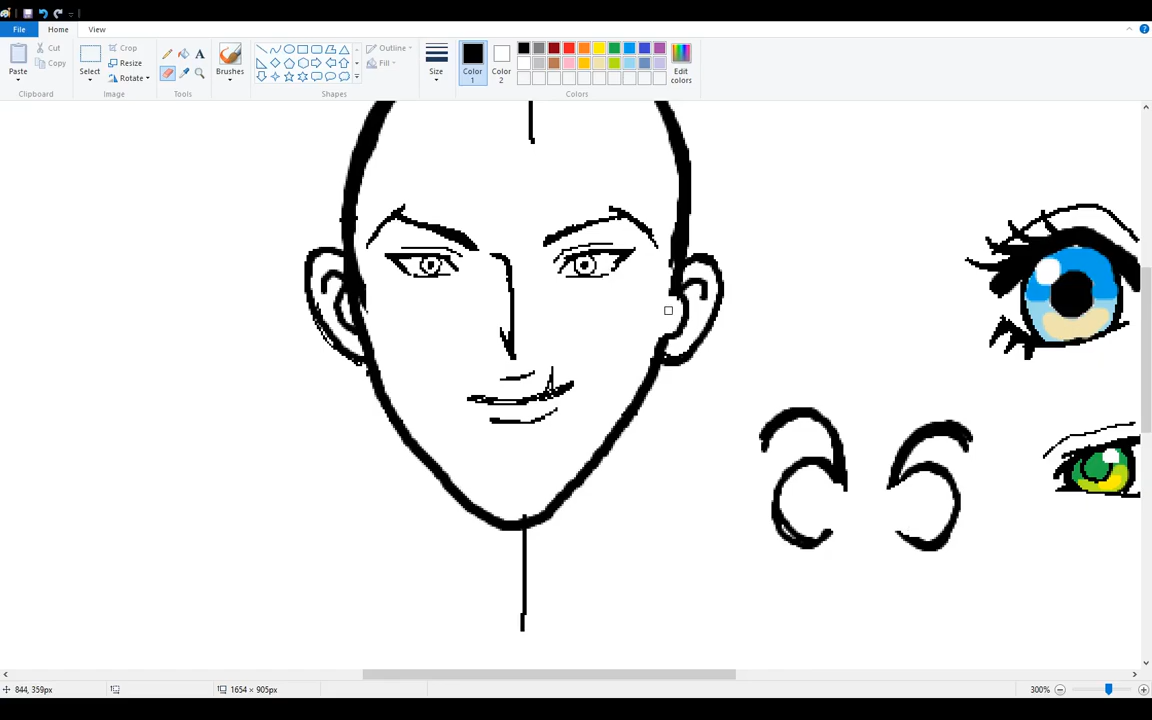 File Home View
Paste Cut Copy Clipboard
Select Crop Resize Rotate Image
A Tools
Brushes
Outline Fill Shapes
Size
Color 1
Color 2
Edit colors
Colors
844, 359px 1654 × 905px 300%